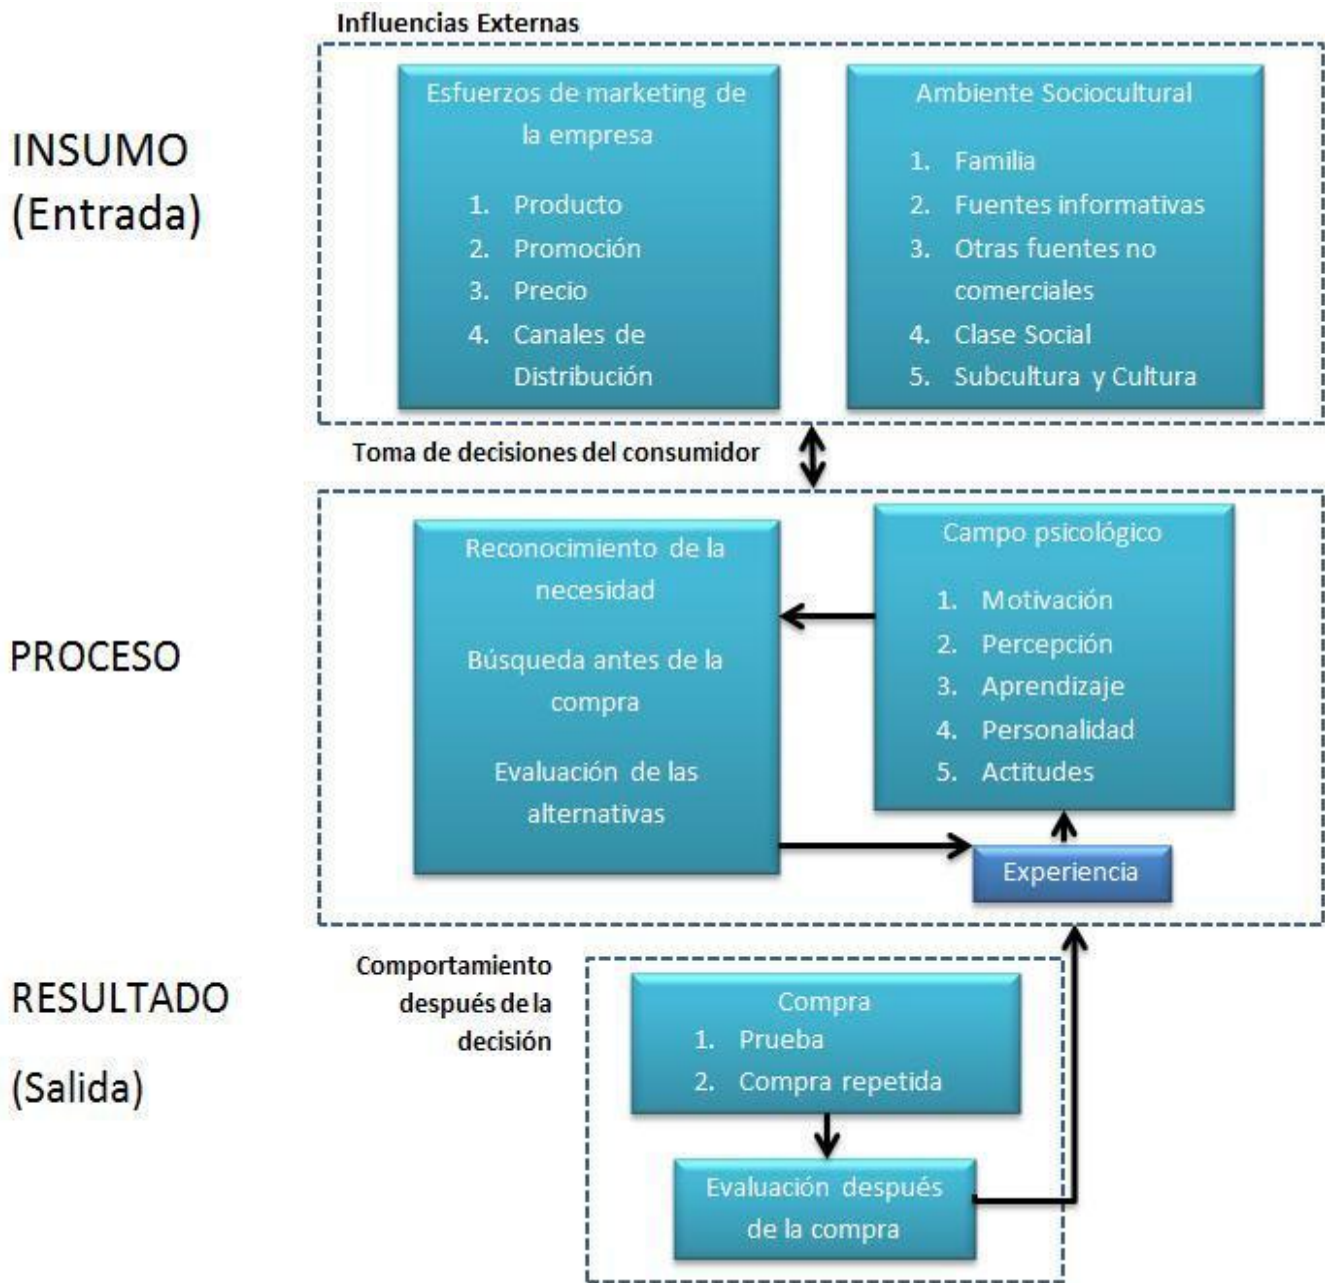 Influencias Externas
INSUMO
(Entrada)
Esfuerzos de marketing de
la empresa
1. Producto
2. Promoción
3. Precio
4. Canales de
Distribución
Ambiente Sociocultural
1. Familia
2. Fuentes informativas
3. Otras fuentes no
comerciales
4. Clase Social
5. Subcultura y Cultura
Toma de decisiones del consumidor
PROCESO
Reconocimiento de la
necesidad
Búsqueda antes de la
compra
Evaluación de las
alternativas
Campo psicológico
1. Motivación
2. Percepción
3. Aprendizaje
4. Personalidad
5. Actitudes
Experiencia
RESULTADO
(Salida)
Comportamiento
después de la
decisión
Compra
1. Prueba
2. Compra repetida
Evaluación después
de la compra